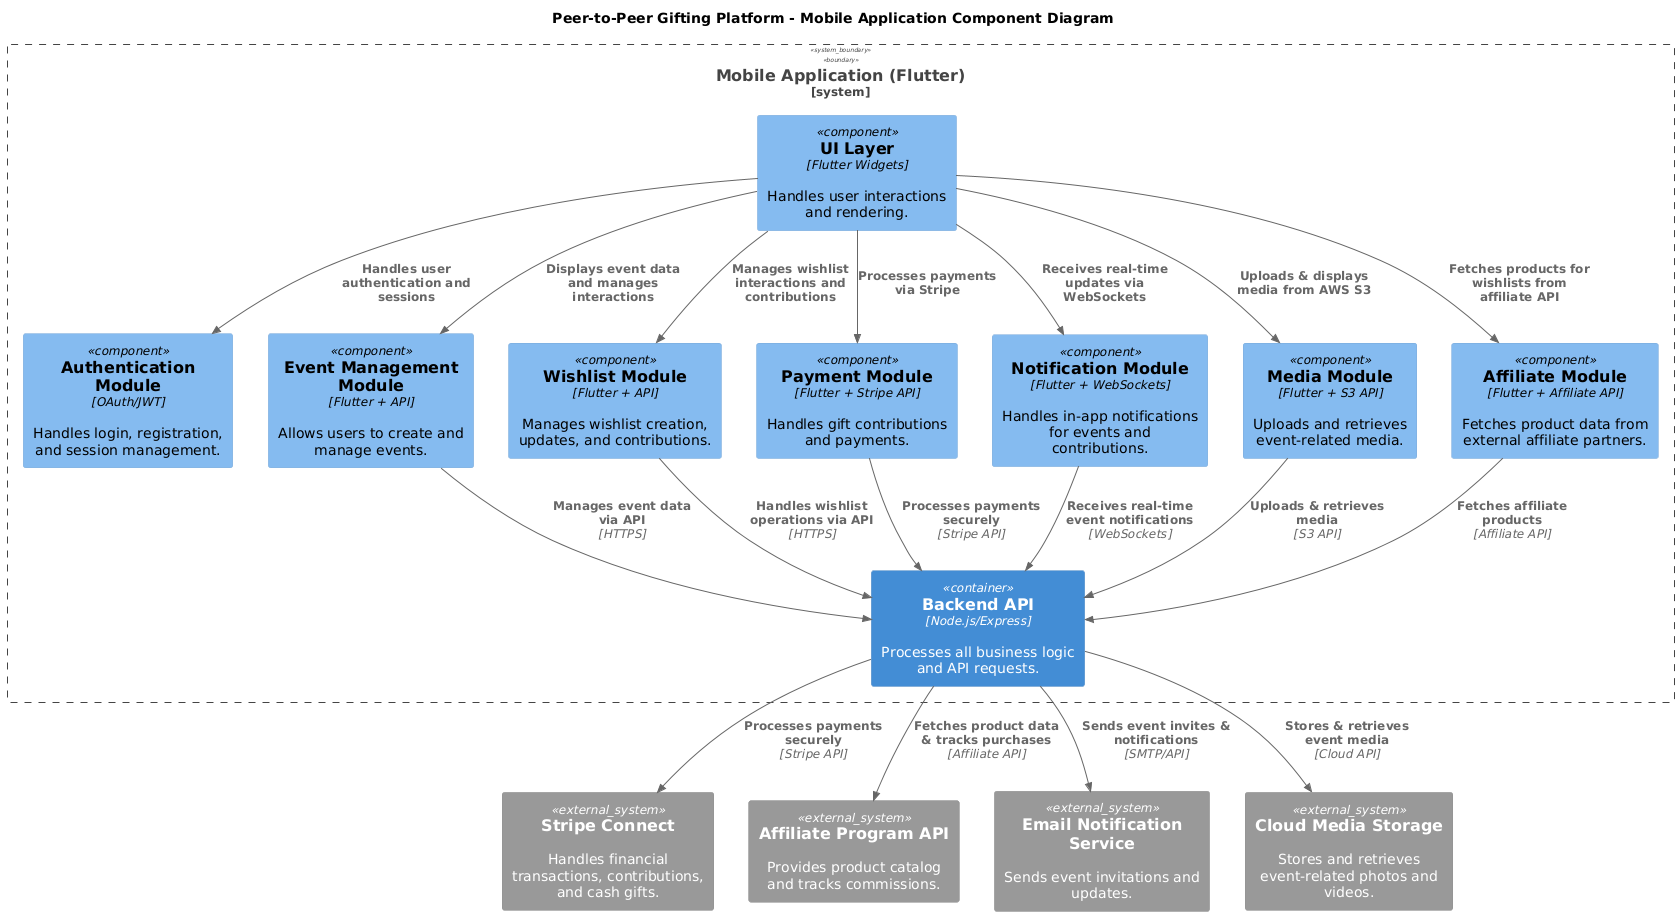 Peer-to-Peer Gifting Platform - Mobile Application Component Diagram
«system_boundary»
«boundary»
Mobile Application (Flutter)
[system]
«component»
UI Layer
[Flutter Widgets]
Handles user interactions
and rendering.
Handles user
authentication and
sessions
Displays event data
and manages
interactions
Manages wishlist
interactions and
contributions
Processes payments
via Stripe
Receives real-time
updates via
WebSockets
Uploads & displays
media from AWS S3
Fetches products for
wishlists from
affiliate API
«component»
Authentication
Module
[OAuth/JWT]
Handles login, registration,
and session management.
«component»
Event Management
Module
[Flutter + API]
Allows users to create and
manage events.
«component»
Wishlist Module
[Flutter + API]
Manages wishlist creation,
updates, and contributions.
«component»
Payment Module
[Flutter + Stripe API]
Handles gift contributions
and payments.
«component»
Notification Module
[Flutter + WebSockets]
Handles in-app notifications
for events and
contributions.
«component»
Media Module
[Flutter + S3 API]
Uploads and retrieves
event-related media.
«component»
Affiliate Module
[Flutter + Affiliate API]
Fetches product data from
external affiliate partners.
Manages event data
via API
[HTTPS]
Handles wishlist
operations via API
[HTTPS]
Processes payments
securely
[Stripe API]
Receives real-time
event notifications
[WebSockets]
Uploads & retrieves
media
[S3 API]
Fetches affiliate
products
[Affiliate API]
«container»
Backend API
[Node.js/Express]
Processes all business logic
and API requests.
Processes payments
securely
[Stripe API]
Fetches product data
& tracks purchases
[Affiliate API]
Sends event invites &
notifications
[SMTP/API]
Stores & retrieves
event media
[Cloud API]
«external_system»
Stripe Connect
Handles financial
transactions, contributions,
and cash gifts.
«external_system»
Affiliate Program API
Provides product catalog
and tracks commissions.
«external_system»
Email Notification
Service
Sends event invitations and
updates.
«external_system»
Cloud Media Storage
Stores and retrieves
event-related photos and
videos.